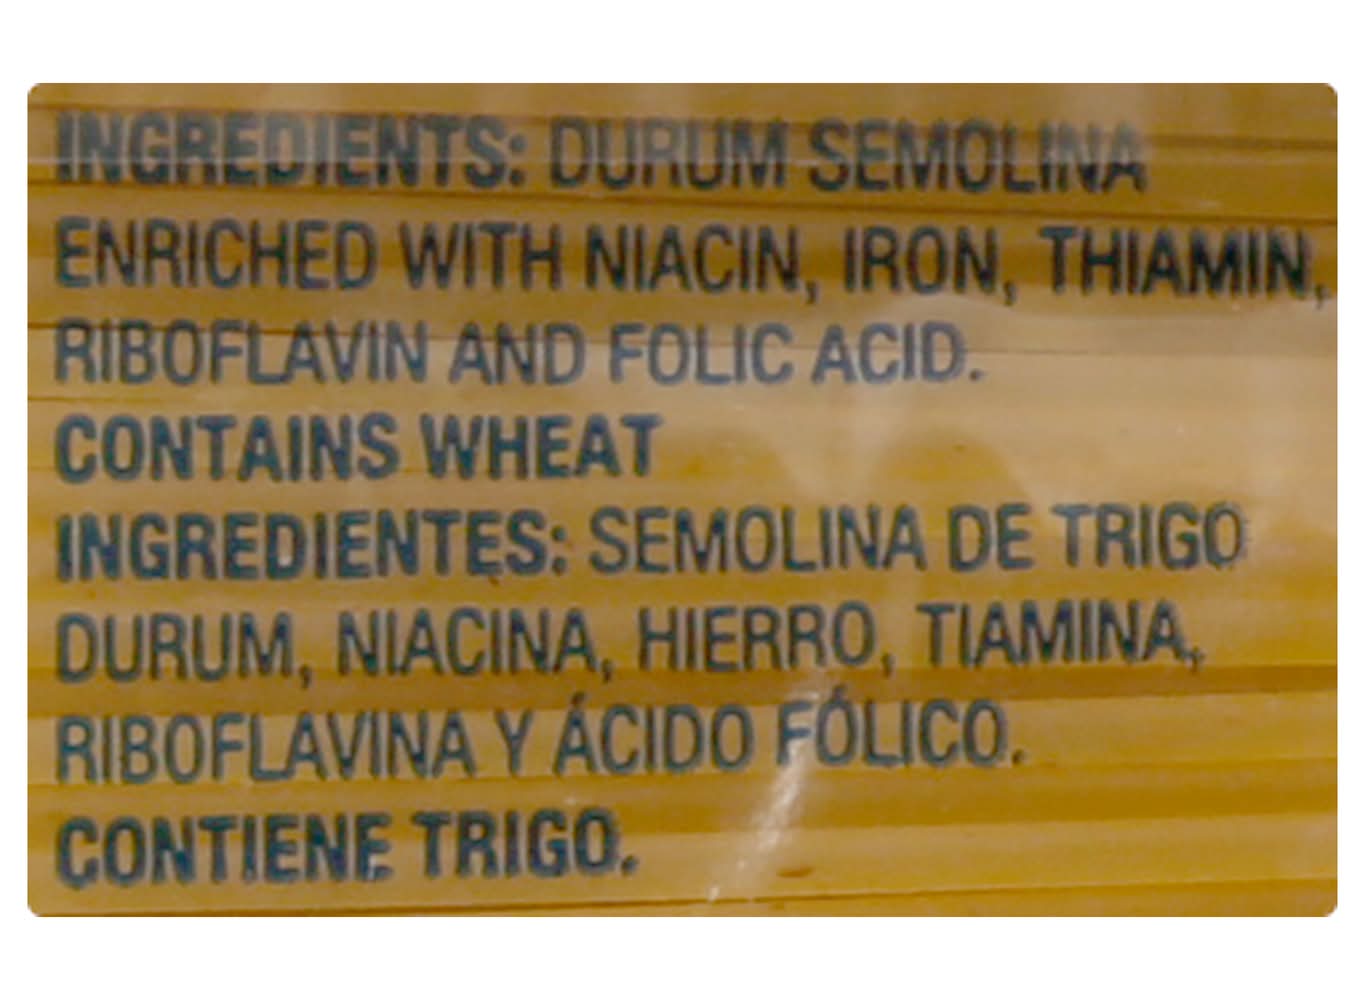 INGREDIENTS: DURUM SEMOLINA
ENRICHED WITH NIACIN, IRON, THIAMIN,
RIBOFLAVIN AND FOLIC ACID.
CONTAINS WHEAT
INGREDIENTES: SEMOLINA DE TRIGO
DURUM, NIACINA, HIERRO, TIAMINA,
RIBOFLAVINA Y ÁCIDO FÓLICO.
CONTIENE TRIGO.